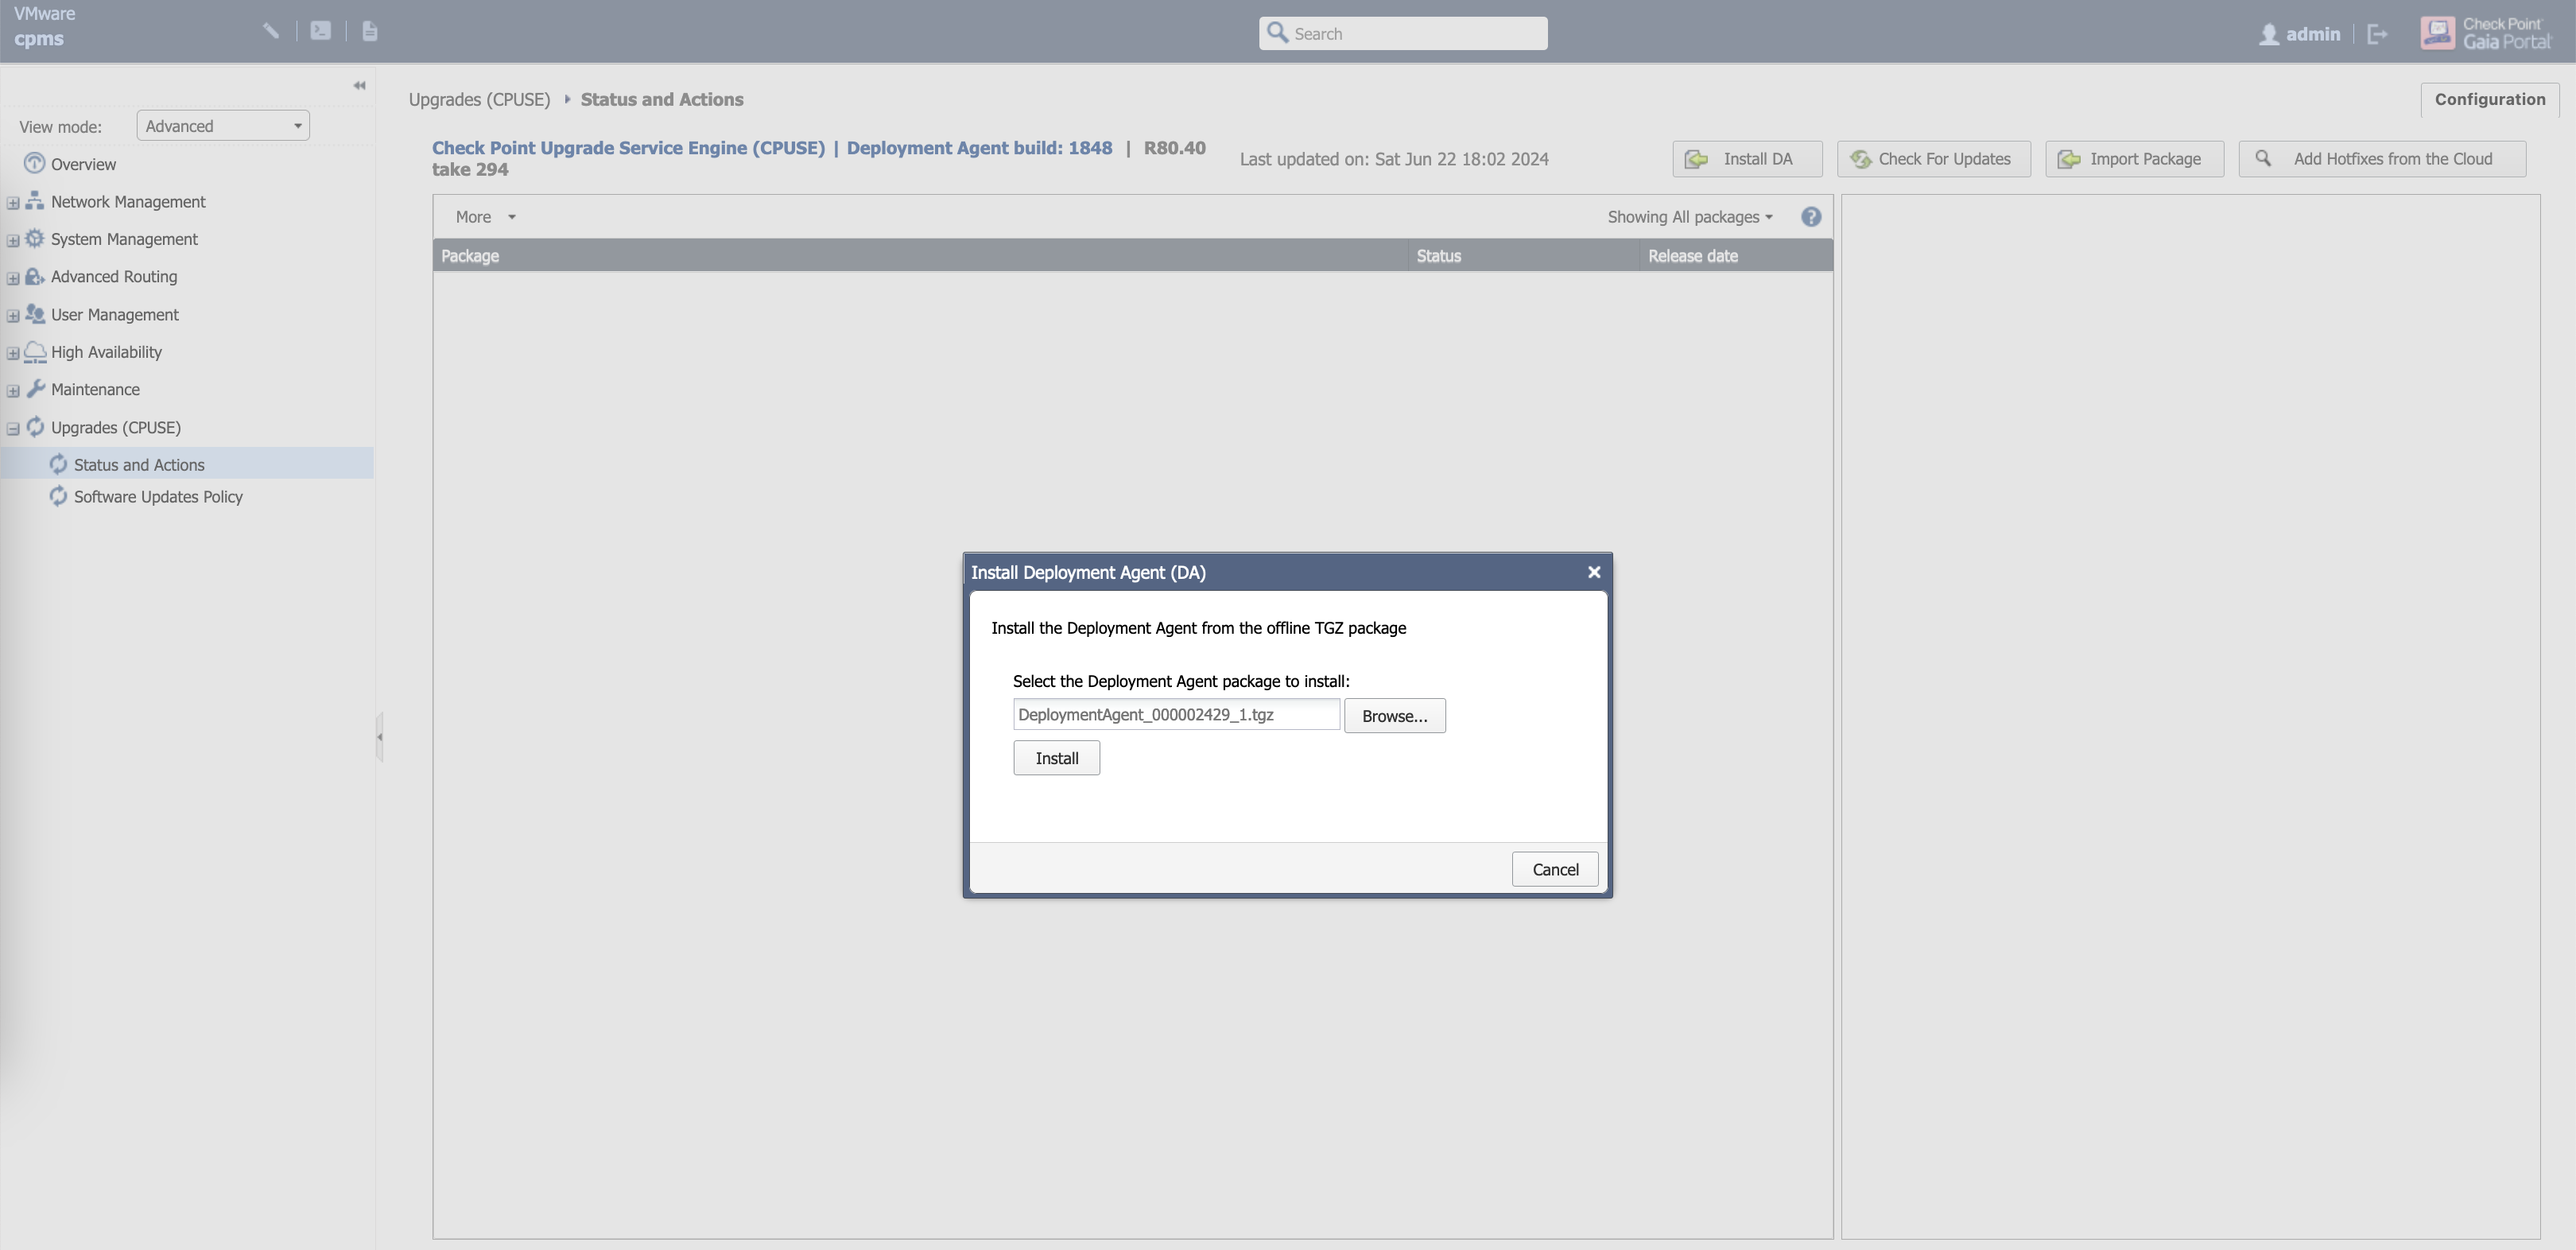 VMware
cpms
Search
admin
Check Point
Gaia Portal
View mode:
Advanced
Overview
Network Management
System Management
Advanced Routing
User Management
High Availability
Maintenance
Upgrades (CPUSE)
Status and Actions
Software Updates Policy
Upgrades (CPUSE) Status and Actions
Configuration
Check Point Upgrade Service Engine (CPUSE) | Deployment Agent build: 1848 | R80.40
take 294
Last updated on: Sat Jun 22 18:02 2024
Install DA
Check For Updates
Import Package
Add Hotfixes from the Cloud
More
Showing All packages
Package Status Release date
Install Deployment Agent (DA)
Install the Deployment Agent from the offline TGZ package
Select the Deployment Agent package to install:
DeploymentAgent_000002429_1.tgz
Browse...
Install
Cancel